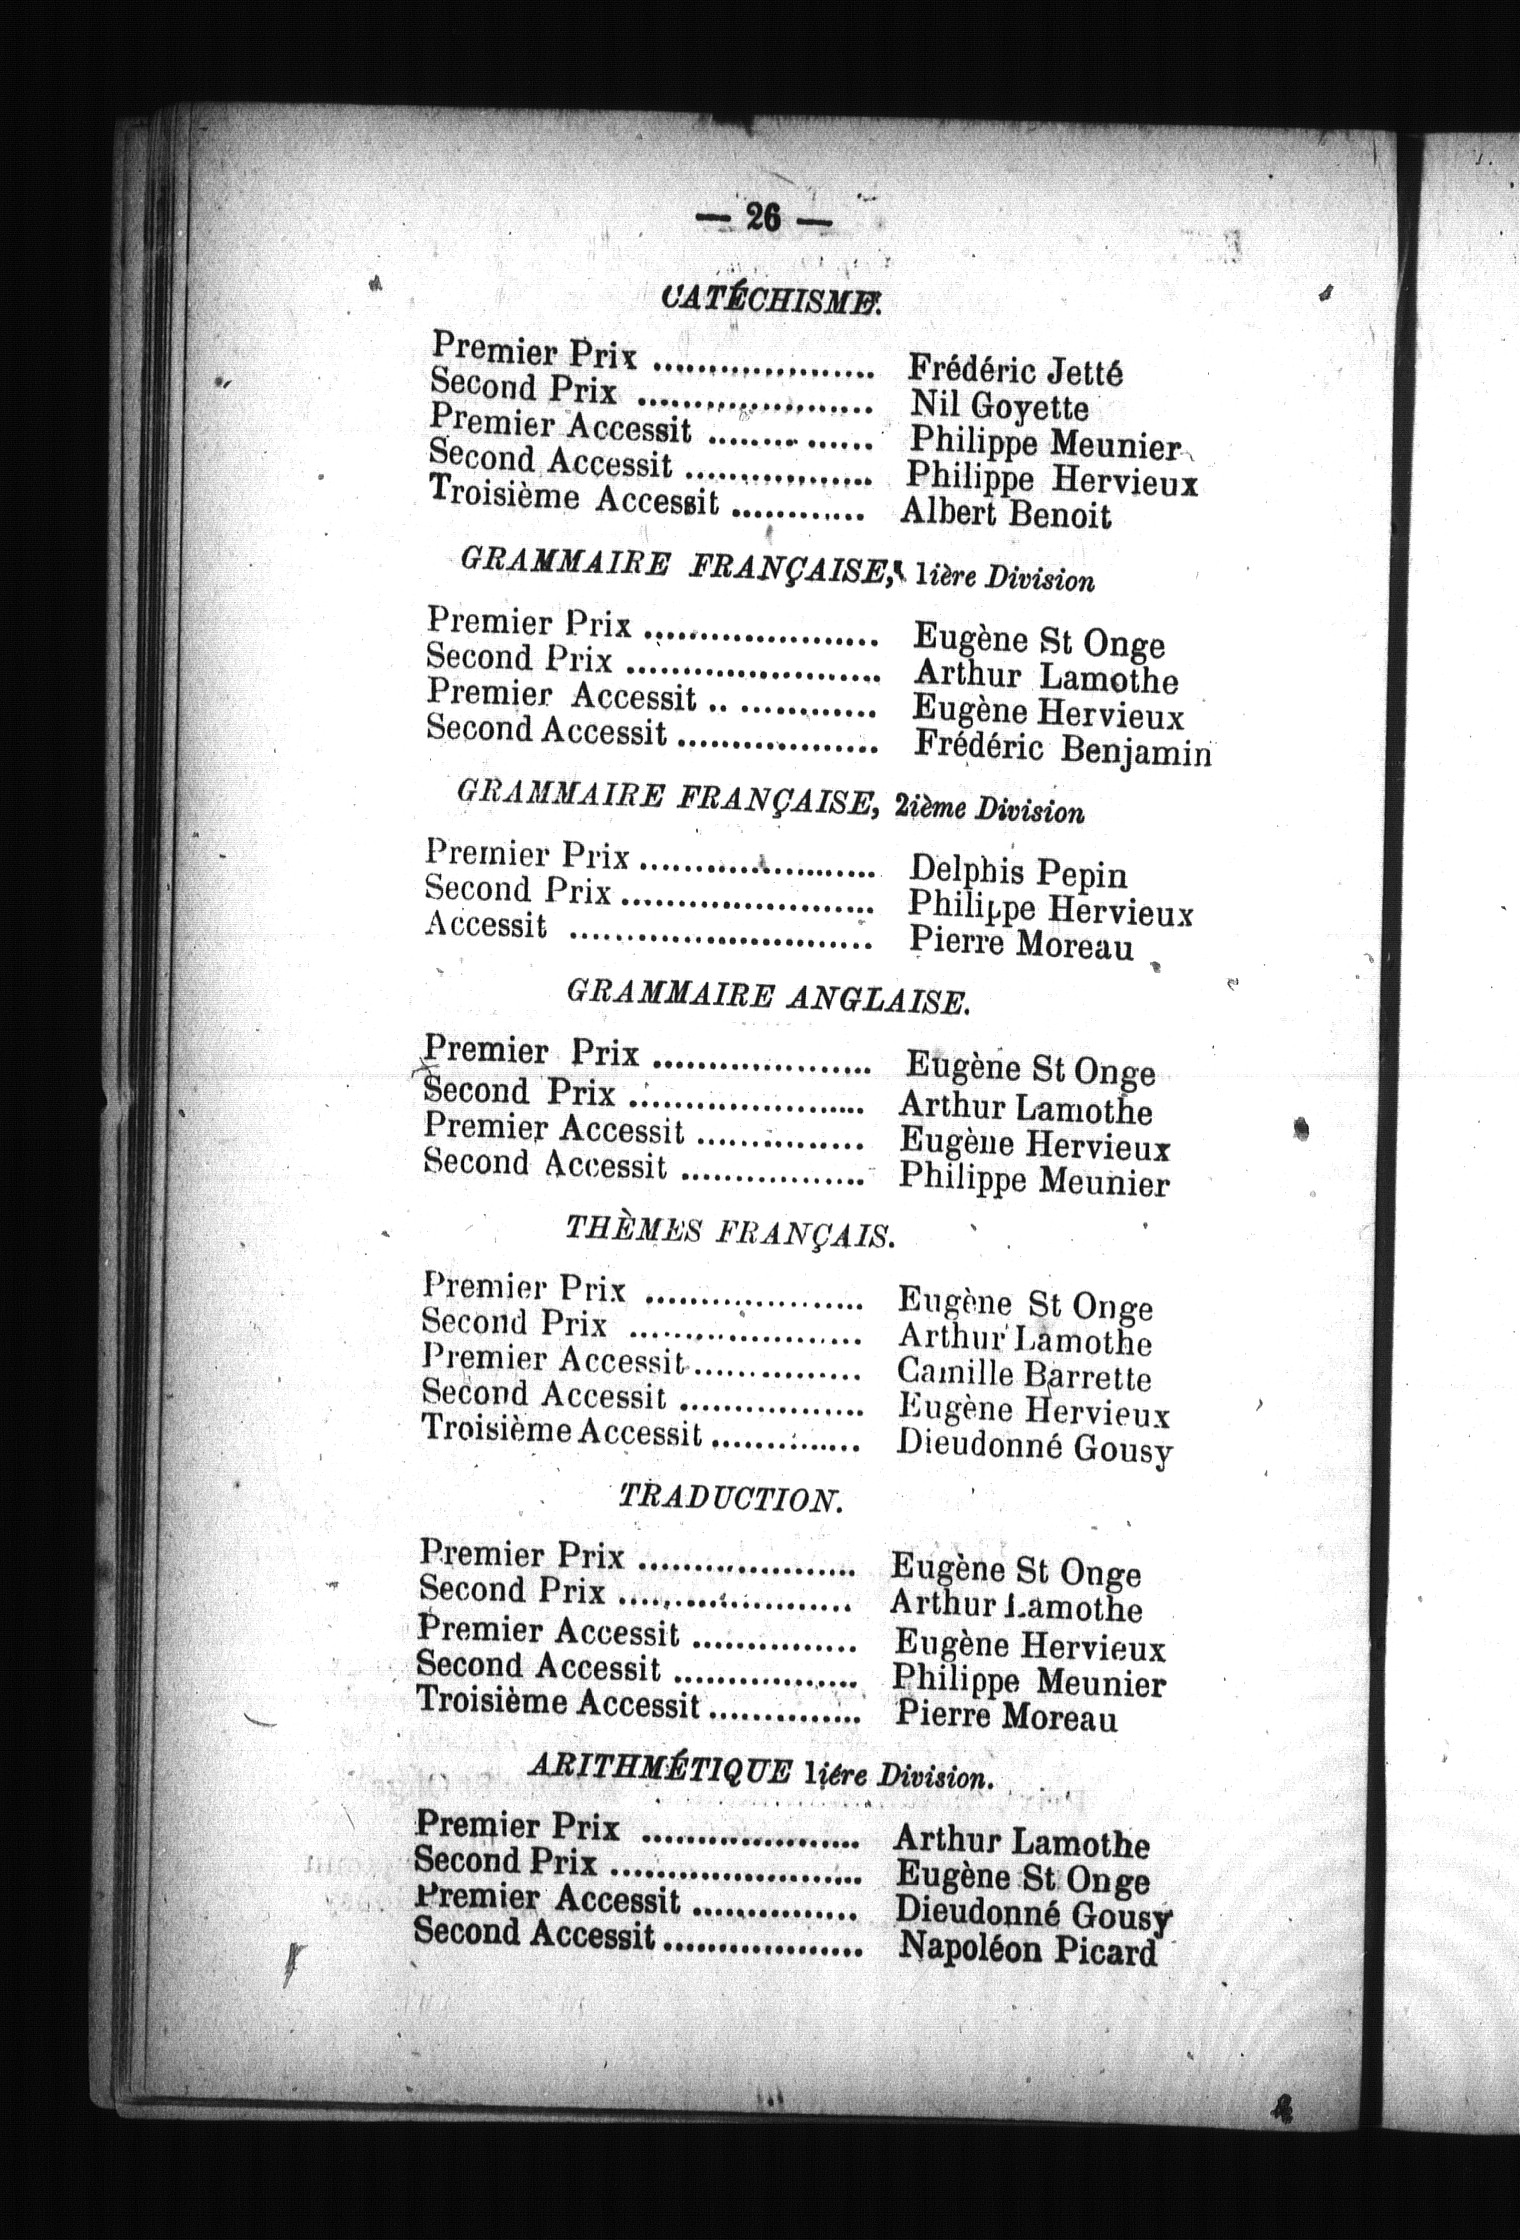 — 26 —
CATÉCHISME.
Premier Prix .................... Frédéric Jetté
Second Prix ..................... Nil Goyette
Premier Accessit ........ ...... Philippe Meunier
Second Accessit ................. Philippe Hervieux
Troisième Accessit ............ Albert Benoit
GRAMMAIRE FRANÇAISE, 1ière Division
Premier Prix ..................... Eugène St Onge
Second Prix ....................... Arthur Lamothe
Premier Accessit .. ............ Eugène Hervieux
Second Accessit .................. Frédéric Benjamin
GRAMMAIRE FRANÇAISE, 2ième Division
Premier Prix ...................... Delphis Pepin
Second Prix ....................... Philippe Hervieux
Accessit ............................ Pierre Moreau
GRAMMAIRE ANGLAISE.
Premier Prix .................... Eugène St Onge
Second Prix ...................... Arthur Lamothe
Premier Accessit ............... Eugène Hervieux
Second Accessit ................. Philippe Meunier
THÈMES FRANÇAIS.
Premier Prix .................... Eugène St Onge
Second Prix ..................... Arthur Lamothe
Premier Accessit ................ Camille Barrette
Second Accessit ................. Eugène Hervieux
Troisième Accessit .............. Dieudonné Gousy
TRADUCTION.
Premier Prix .................... Eugène St Onge
Second Prix ...................... Arthur Lamothe
Premier Accessit ............... Eugène Hervieux
Second Accessit ................. Philippe Meunier
Troisième Accessit .............. Pierre Moreau
ARITHMÉTIQUE 1iére Division.
Premier Prix .................... Arthur Lamothe
Second Prix ....................... Eugène St Onge
Premier Accessit ............... Dieudonné Gousy
Second Accessit .................. Napoléon Picard